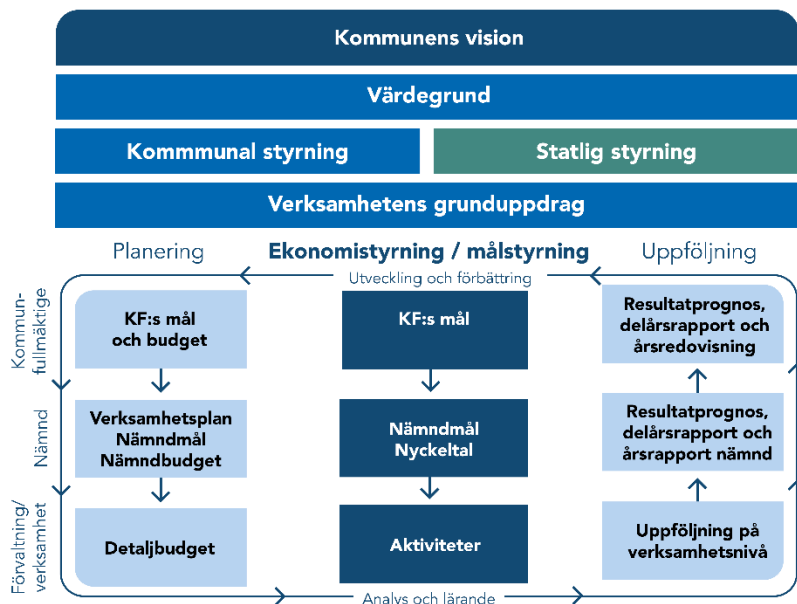 Kommunens vision
Värdegrund
Kommmunal styrning
Statlig styrning
Verksamhetens grunduppdrag
Planering
Ekonomistyrning / målstyrning
Uppföljning
Utveckling och förbättring
Kommun-
fullmäktige
KF:s mål
och budget
KF:s mål
Resultatprognos,
delårsrapport och
årsredovisning
Nämnd
Verksamhetsplan
Nämndmål
Nämndbudget
Nämndmål
Nyckeltal
Resultatprognos,
delårsrapport och
årsrapport nämnd
Förvaltning/
verksamhet
Detaljbudget
Aktiviteter
Uppföljning på
verksamhetsnivå
Analys och lärande